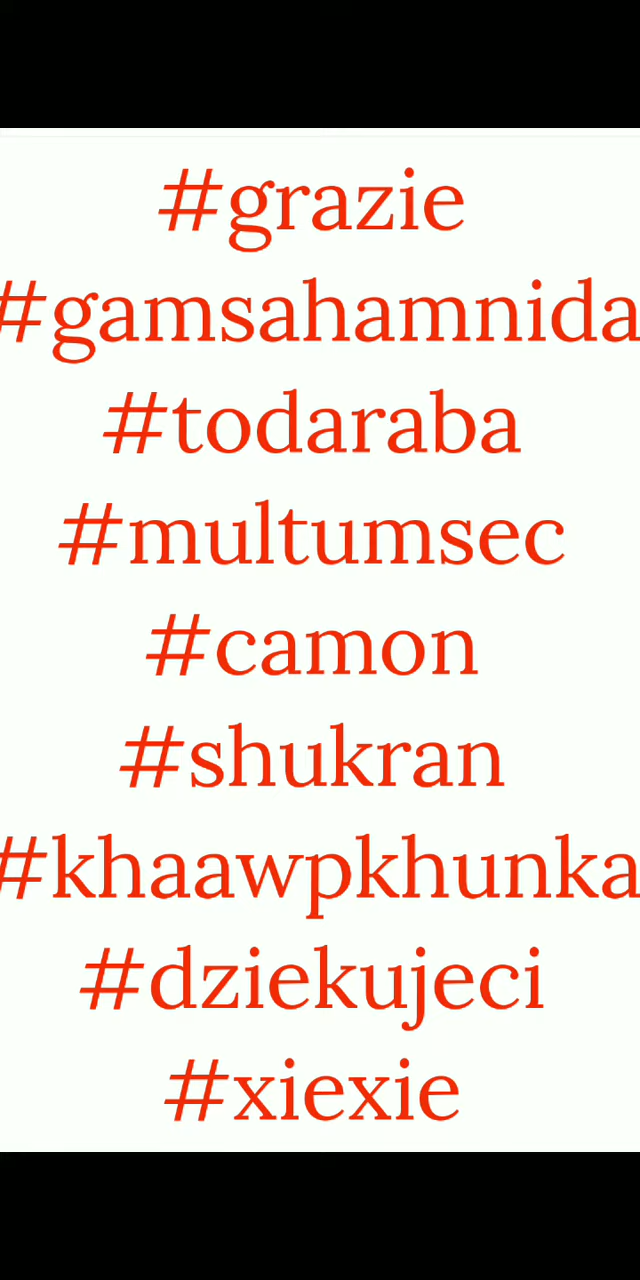 #grazie
#gamsahamnida
#todaraba
#multumsec
#camon
#shukran
#khaawpkhunka
#dziekujeci
#xiexie